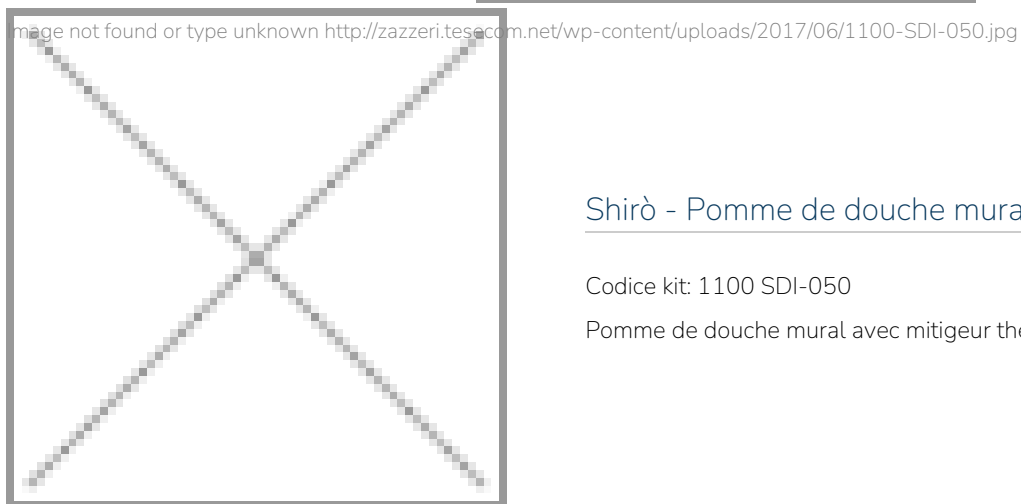 Image not found or type unknown http://zazzeri.tesecom.net/wp-content/uploads/2017/06/1100-SDI-050.jpg
Shirò - Pomme de douche mura
Codice kit: 1100 SDI-050
Pomme de douche mural avec mitigeur the